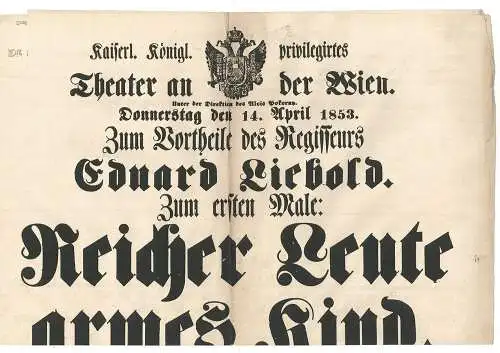 Kaiserl. Königl. privilegirtes
Theater an der Wien.
Unter der Direktion des Alois Pokorny.
Donnerstag den 14. April 1853.
Zum Vortheile des Regisseurs
Eduard Liebold.
Zum ersten Male:
Reicher Leute
armes Kind.